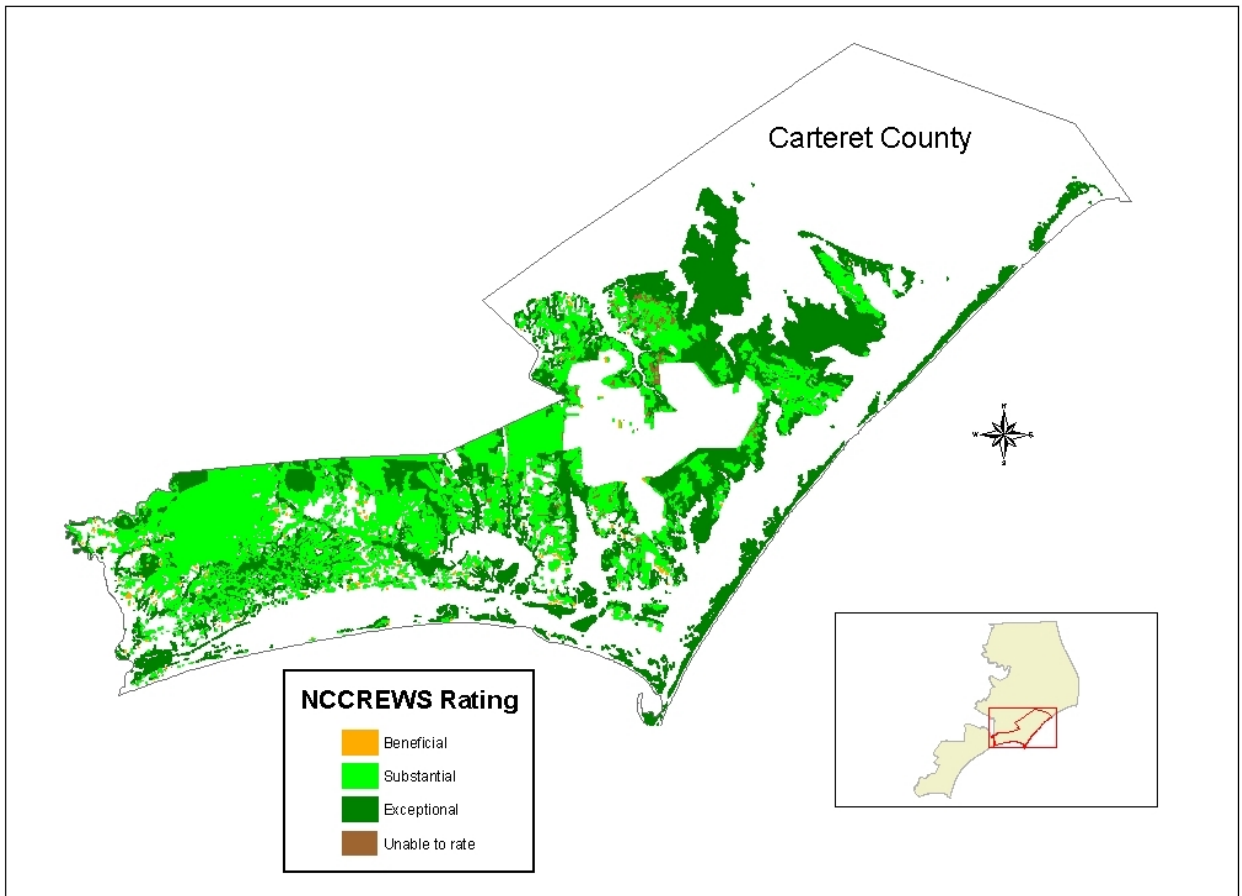 Carteret County
N
W E
S
NCCREWS Rating
Beneficial
Substantial
Exceptional
Unable to rate